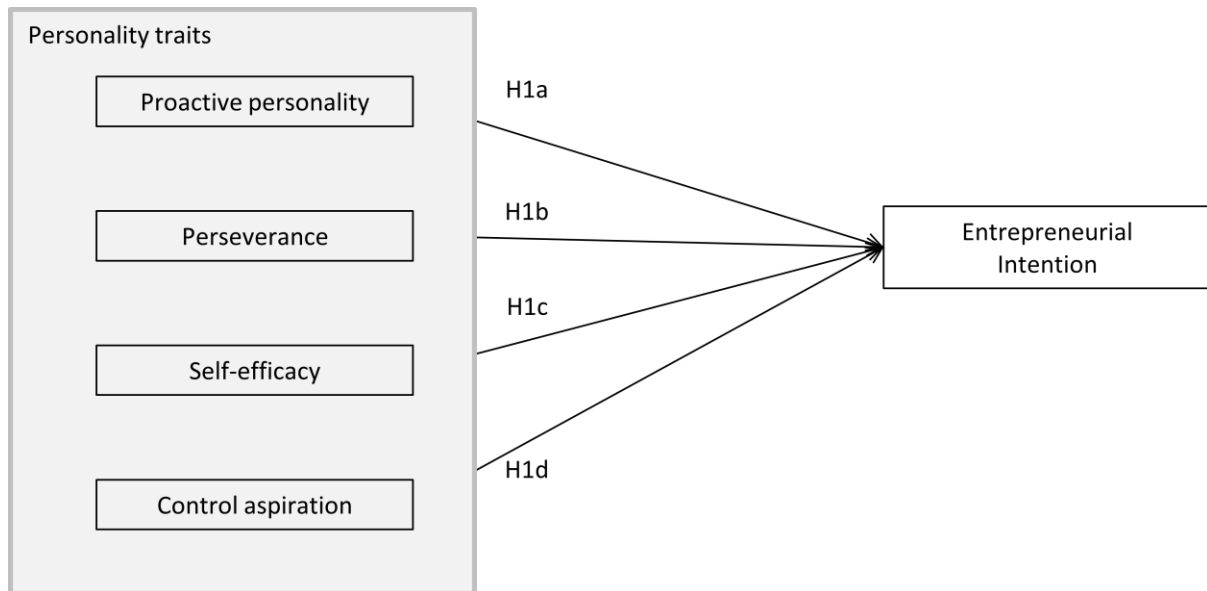 Personality traits
Proactive personality
H1a
Perseverance
H1b
Entrepreneurial
Intention
H1c
Self-efficacy
H1d
Control aspiration